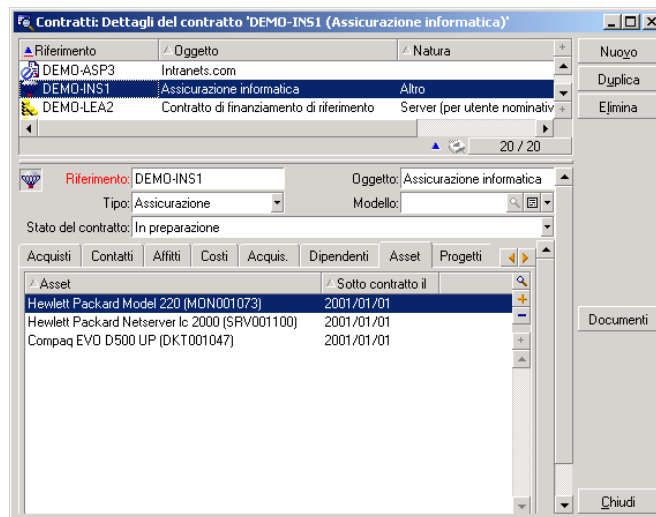 Contratti: Dettagli del contratto 'DEMO-INS1 (Assicurazione informatica)'
Riferimento Oggetto Natura
DEMO-ASP3 Intranets.com
DEMO-INS1 Assicurazione informatica Altro
DEMO-LEA2 Contratto di finanziamento di riferimento Server (per utente nominativ
20 / 20
Nuovo
Duplica
Elimina
Riferimento: DEMO-INS1 Oggetto: Assicurazione informatica
Tipo: Assicurazione Modello:
Stato del contratto: In preparazione
Acquisti Contatti Affitti Costi Acquis. Dipendenti Asset Progetti
Asset Sotto contratto il
Hewlett Packard Model 220 (MON001073) 2001/01/01
Hewlett Packard Netserver lc 2000 (SRV001100) 2001/01/01
Compaq EVO D500 UP (DKT001047) 2001/01/01
Documenti
Chiudi